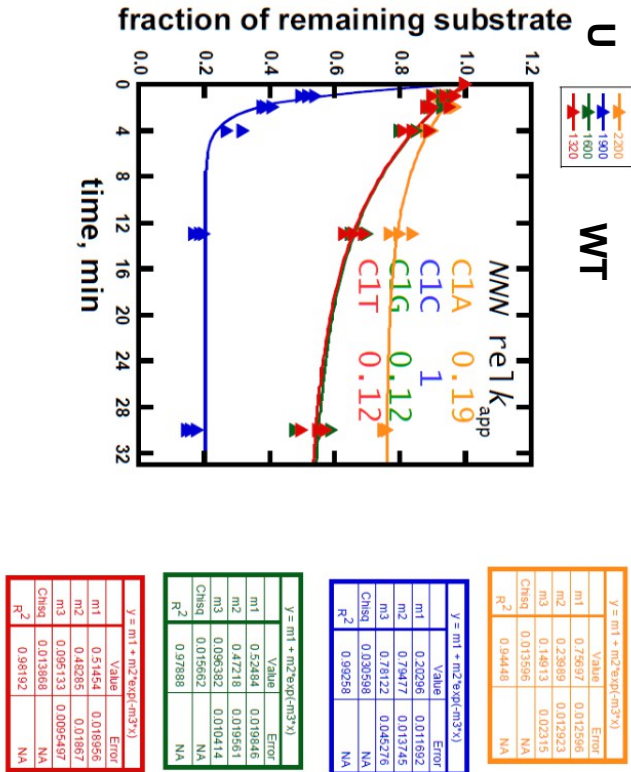 U
WT
2200
1900
1600
1320
fraction of remaining substrate
0.0 0.2 0.4 0.6 0.8 1.0 1.2
NNN rel k app
C1A 0.19
C1C 1
C1G 0.12
C1T 0.12
0 4 8 12 16 20 24 28 32
time, min
y = m1 + m2*exp(-m3*x)
Value Error
m1 0.75697 0.012596
m2 0.23989 0.012923
m3 0.14913 0.02315
Chisq 0.013596 NA
R² 0.94448 NA
y = m1 + m2*exp(-m3*x)
Value Error
m1 0.20296 0.011692
m2 0.79477 0.013745
m3 0.78122 0.045276
Chisq 0.030598 NA
R² 0.99258 NA
y = m1 + m2*exp(-m3*x)
Value Error
m1 0.52484 0.019846
m2 0.47218 0.019561
m3 0.096382 0.010414
Chisq 0.015662 NA
R² 0.97888 NA
y = m1 + m2*exp(-m3*x)
Value Error
m1 0.51454 0.018956
m2 0.48285 0.01867
m3 0.095133 0.0095497
Chisq 0.013868 NA
R² 0.98192 NA